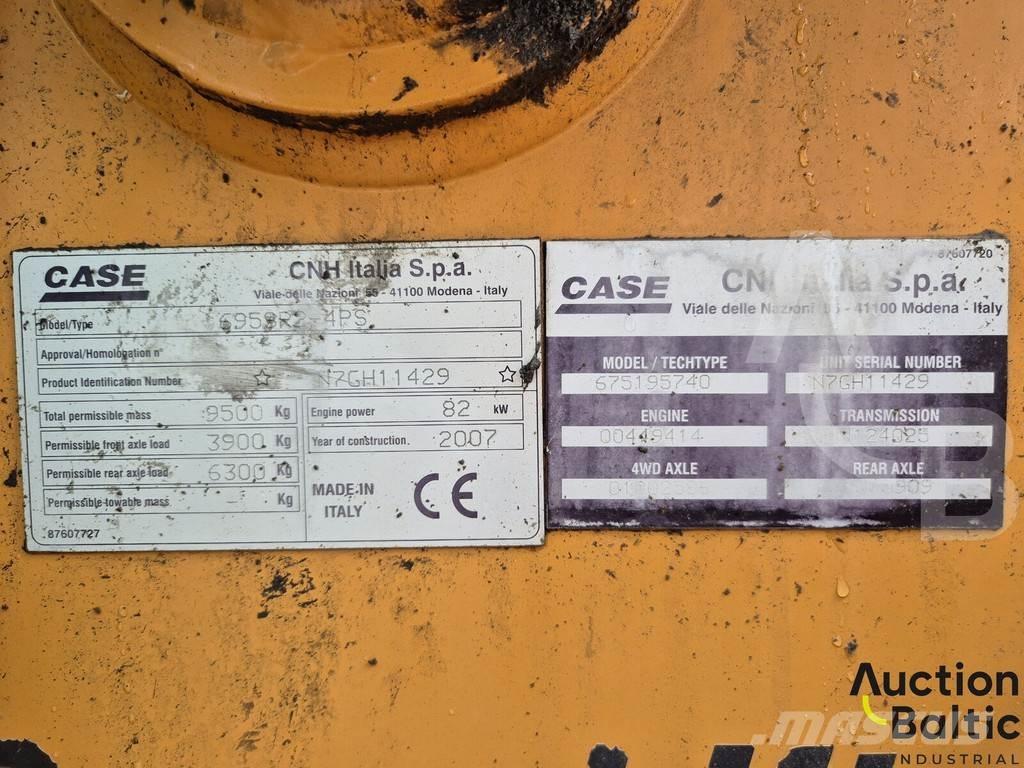 CASE
CNH Italia S.p.a.
Viale delle Nazioni 55 - 41100 Modena - Italy
Model/Type 695SR2-4PS
Approval/Homologation n°
Product Identification Number ☆ N7GH11429 ☆
Total permissible mass 9500 Kg
Permissible front axle load 3900 Kg
Permissible rear axle load 6300 Kg
Permissible towable mass - Kg
Engine power 82 kW
Year of construction. 2007
MADE IN
ITALY
CE
87607727
87607720
CASE
CNH Italia S.p.a.
Viale delle Nazioni 55 - 41100 Modena - Italy
MODEL / TECHTYPE
675195740
UNIT SERIAL NUMBER
N7GH11429
ENGINE
00449414
TRANSMISSION
124025
4WD AXLE
REAR AXLE
909
Auction
Baltic
INDUSTRIAL
MASCUS